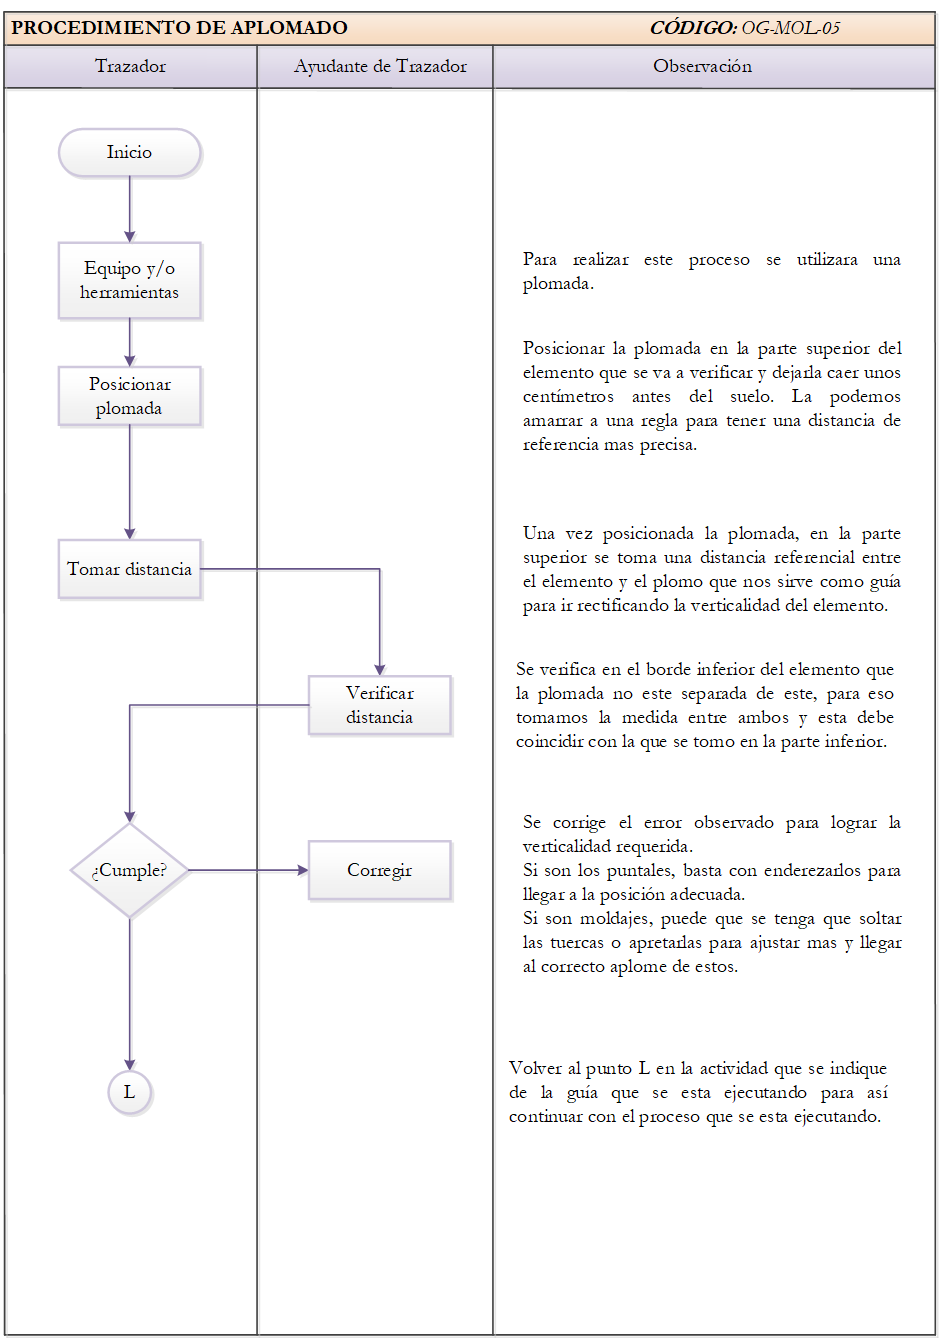 PROCEDIMIENTO DE APLOMADO
CÓDIGO: OG-MOL-05
Trazador
Ayudante de Trazador
Observación
Inicio
Equipo y/o
herramientas
Para realizar este proceso se utilizara una
plomada.
Posicionar
plomada
Posicionar la plomada en la parte superior del
elemento que se va a verificar y dejarla caer unos
centímetros antes del suelo. La podemos
amarrar a una regla para tener una distancia de
referencia mas precisa.
Tomar distancia
Una vez posicionada la plomada, en la parte
superior se toma una distancia referencial entre
el elemento y el plomo que nos sirve como guía
para ir rectificando la verticalidad del elemento.
Verificar
distancia
Se verifica en el borde inferior del elemento que
la plomada no este separada de este, para eso
tomamos la medida entre ambos y esta debe
coincidir con la que se tomo en la parte inferior.
¿Cumple?
Corregir
Se corrige el error observado para lograr la
verticalidad requerida.
Si son los puntales, basta con enderezarlos para
llegar a la posición adecuada.
Si son moldajes, puede que se tenga que soltar
las tuercas o apretarlas para ajustar mas y llegar
al correcto aplome de estos.
L
Volver al punto L en la actividad que se indique
de la guía que se esta ejecutando para así
continuar con el proceso que se esta ejecutando.